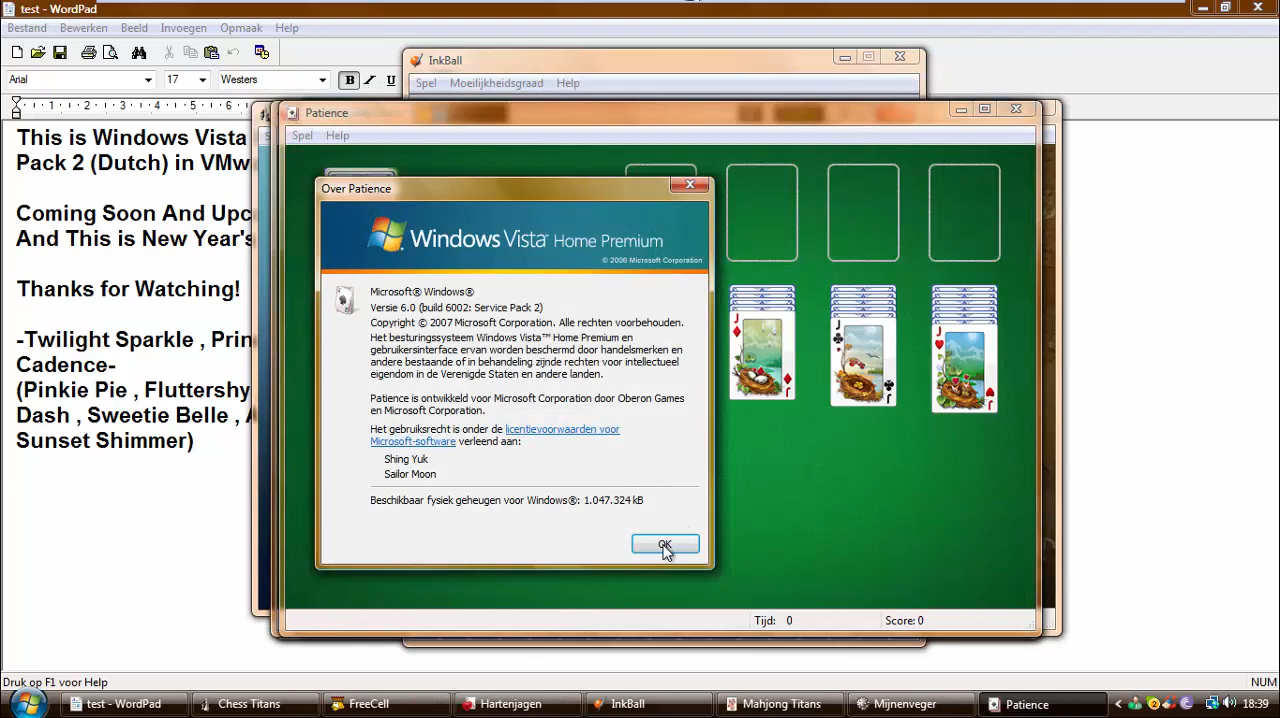 test - WordPad
Bestand Bewerken Beeld Invoegen Opmaak Help
Arial 17 Westers B U
1 2 3 4 5 6
This is Windows Vista
Pack 2 (Dutch) in VMw
Coming Soon And Upc
And This is New Year's
Thanks for Watching!
-Twilight Sparkle , Prin
Cadence-
(Pinkie Pie , Fluttershy
Dash , Sweetie Belle , A
Sunset Shimmer)
InkBall
Spel Moeilijkheidsgraad Help
Patience
Spel Help
Over Patience
Windows Vista™ Home Premium
© 2006 Microsoft Corporation
Microsoft® Windows®
Versie 6.0 (build 6002: Service Pack 2)
Copyright © 2007 Microsoft Corporation. Alle rechten voorbehouden.
Het besturingssysteem Windows Vista™ Home Premium en
gebruikersinterface ervan worden beschermd door handelsmerken en
andere bestaande of in behandeling zijnde rechten voor intellectueel
eigendom in de Verenigde Staten en andere landen.
Patience is ontwikkeld voor Microsoft Corporation door Oberon Games
en Microsoft Corporation.
Het gebruiksrecht is onder de licentievoorwaarden voor
Microsoft-software verleend aan:
Shing Yuk
Sailor Moon
Beschikbaar fysiek geheugen voor Windows®: 1.047.324 kB
OK
J J J
J J J
Tijd: 0 Score: 0
Druk op F1 voor Help NUM
test - WordPad Chess Titans FreeCell Hartenjagen InkBall Mahjong Titans Mijnenveger Patience 18:39